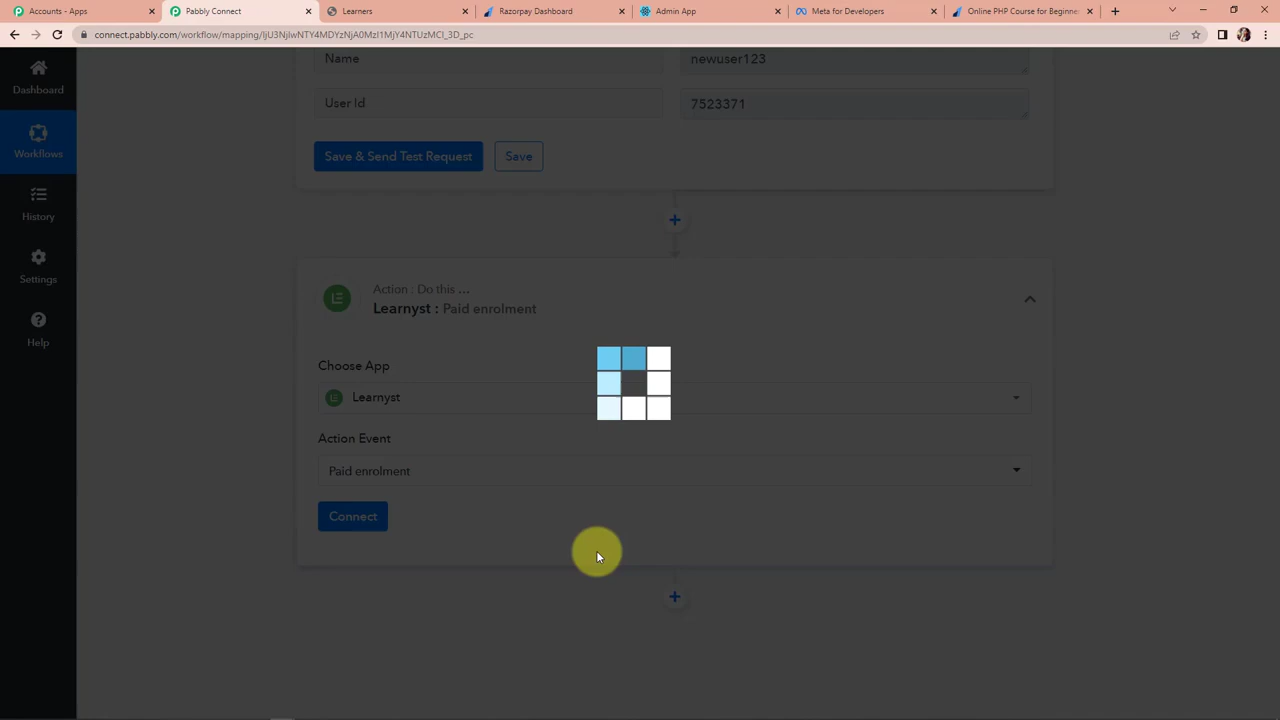 Accounts - Apps
Pabbly Connect
Learners
Razorpay Dashboard
Admin App
Meta for Developers
Online PHP Course for Beginne
connect.pabbly.com/workflow/mapping/IjU3NjIwNTY4MDYzNjA0MzI1MjY4NTUzMCI_3D_pc
Dashboard
Workflows
History
Settings
Help
Name
newuser123
User Id
7523371
Save & Send Test Request
Save
Action : Do this ...
Learnyst : Paid enrolment
Choose App
Learnyst
Action Event
Paid enrolment
Connect